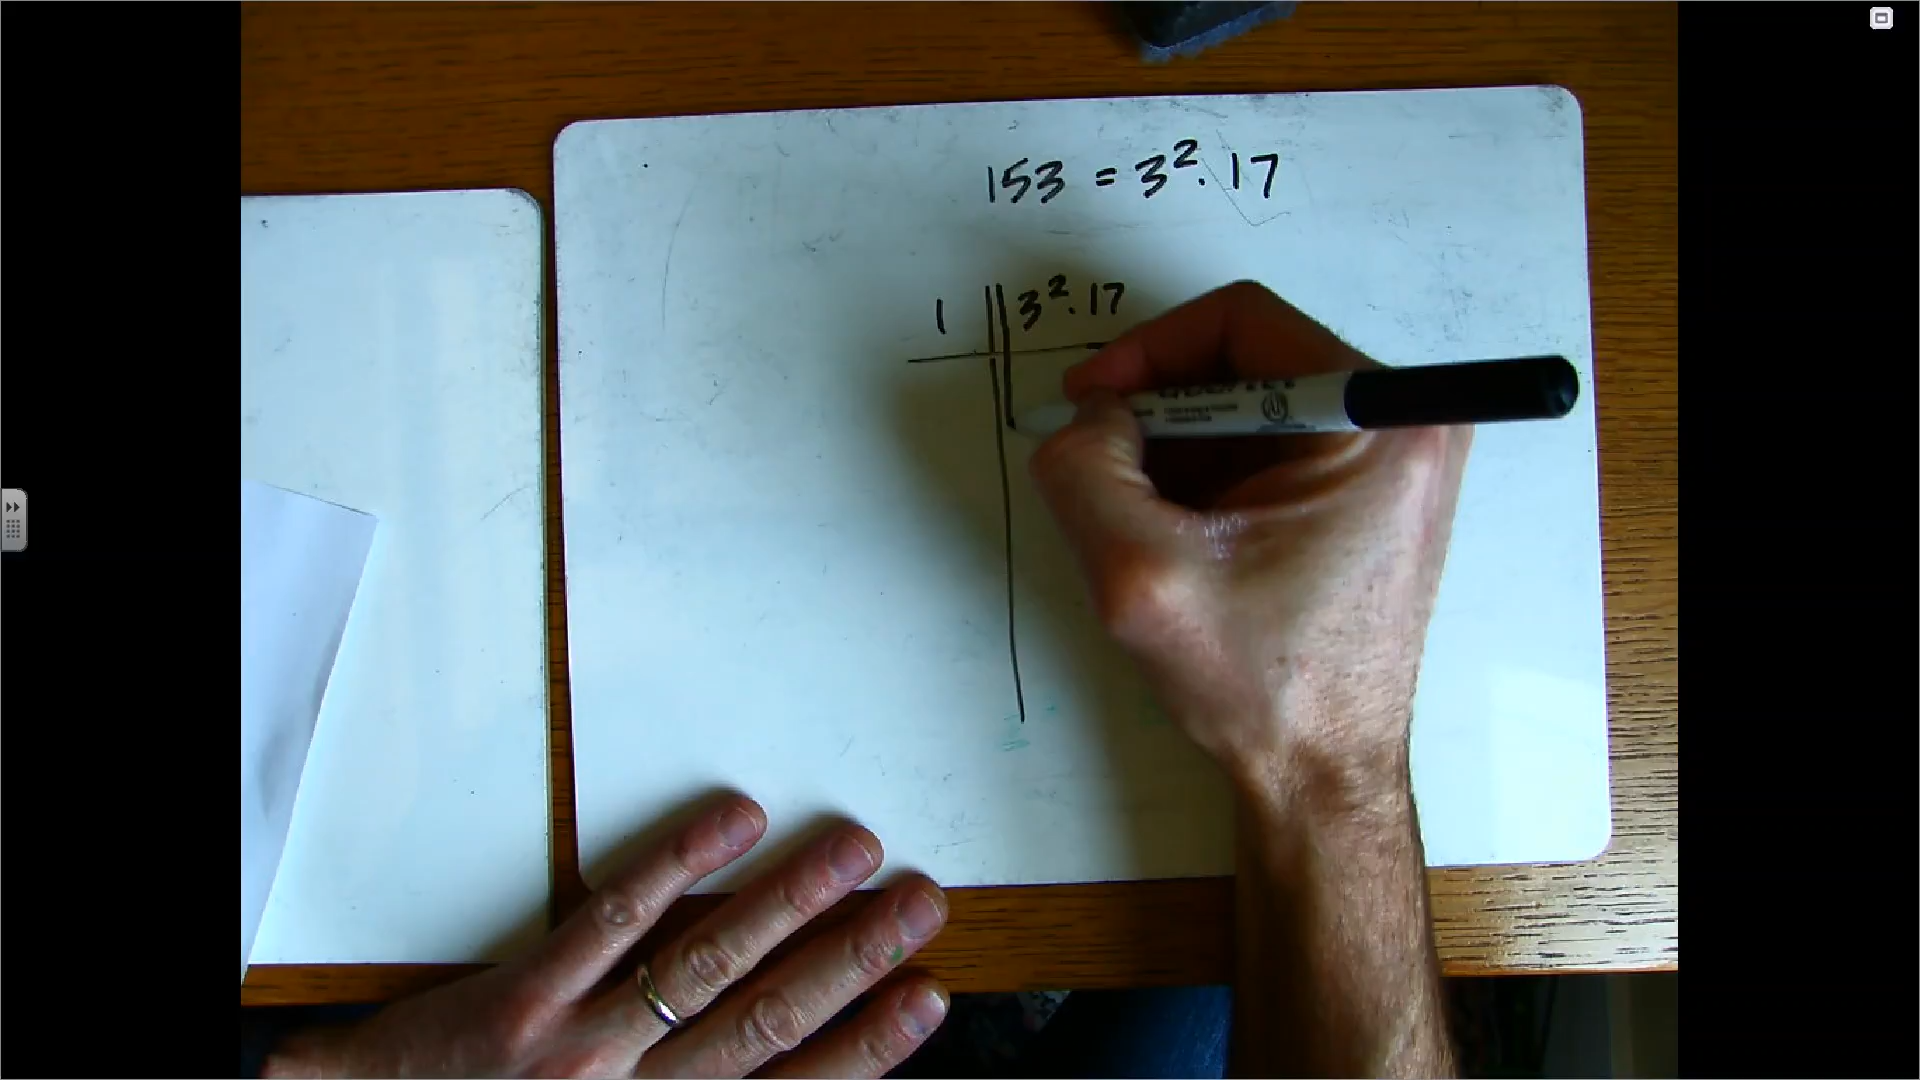 153 = 3². 17
1 3². 17